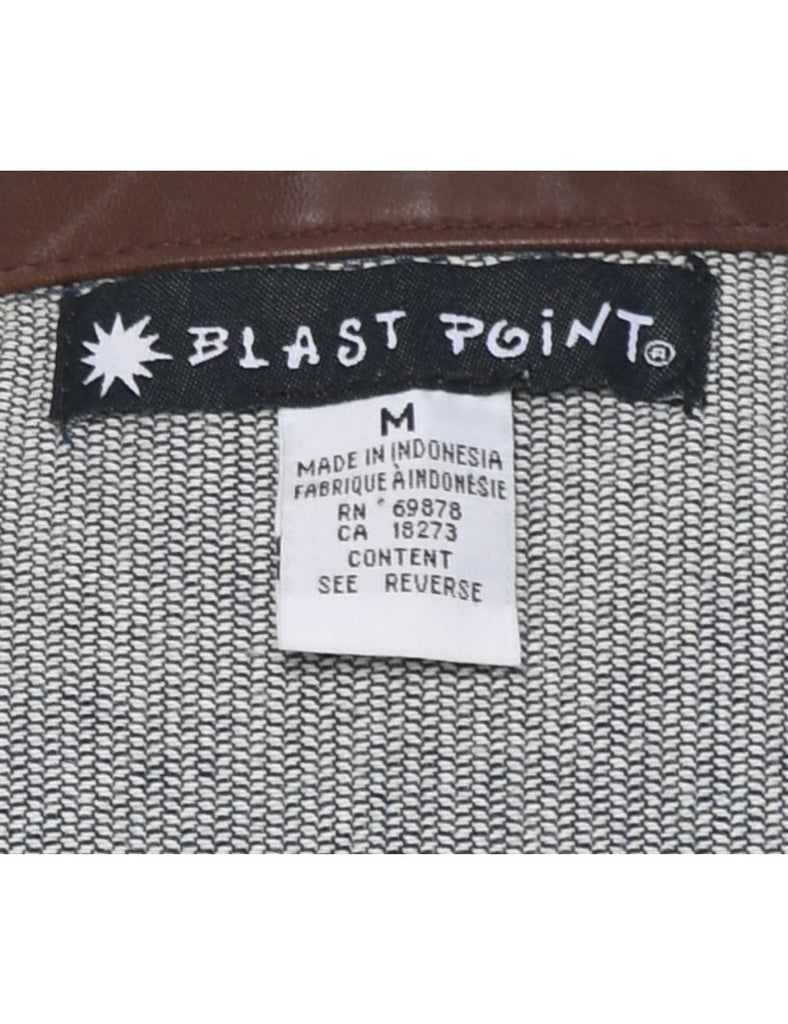 BLAST POINT®
M
MADE IN INDONESIA
FABRIQUE À INDONÉSIE
RN 69878
CA 18273
CONTENT
SEE REVERSE